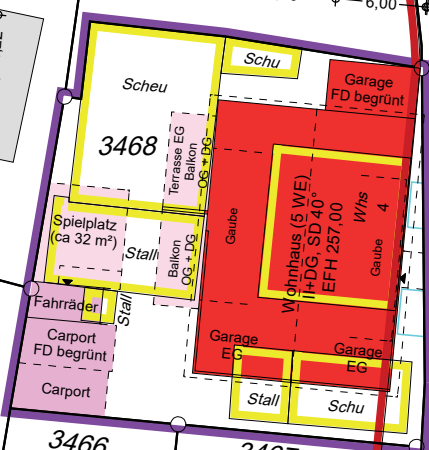 6,00
Schu
Scheu
Garage
FD begrünt
3468
Terrasse EG
Balkon
OG + DG
Whs
4
Wohnhaus (5 WE)
II+DG, SD 40°
EFH 257,00
Gaube
Gaube
Spielplatz
(ca 32 m²)
Stall
Balkon
OG + DG
Fahrräder
Stall
Carport
FD begrünt
Garage
EG
Garage
EG
Carport
Stall
Schu
3466